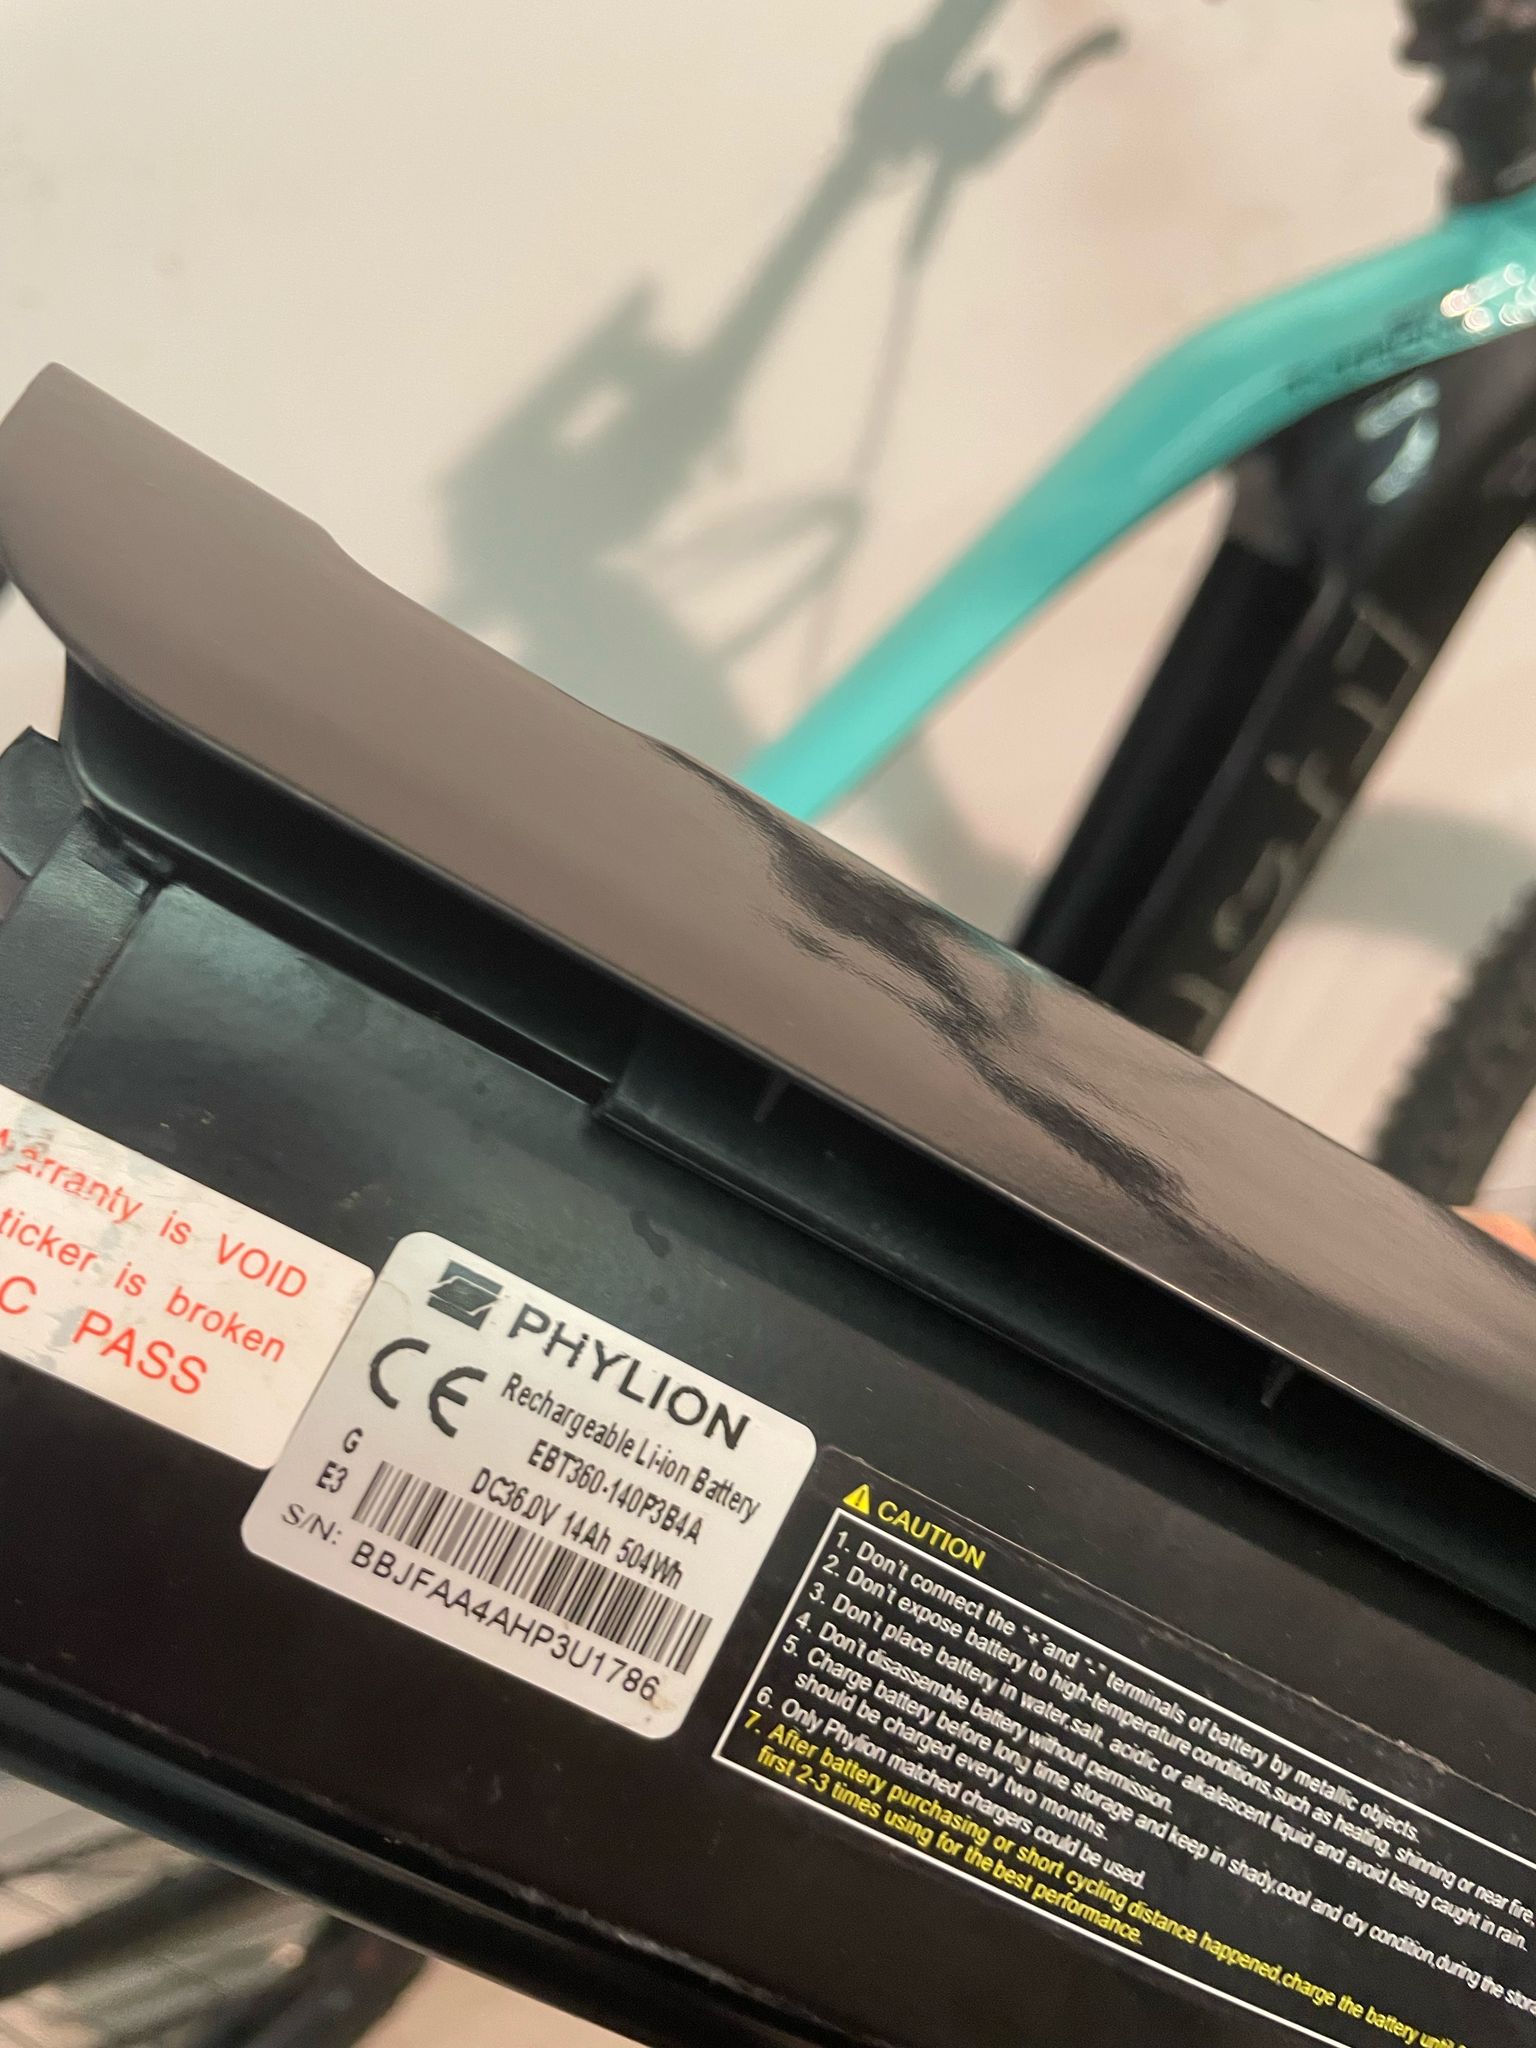 arranty is VOID
ticker is broken
C PASS
PHYLION
CE
Rechargeable Li-ion Battery
EBT360-140P3B4A
DC36.0V 14Ah 504Wh
G
E3
S/N: BBJFAA4AHP3U1786
CAUTION
1. Don't connect the "+"and "-" terminals of battery by metallic objects.
2. Don't expose battery to high-temperature conditions,such as heating, shinning or near fire,
3. Don't place battery in water,salt, acidic or alkalescent liquid and avoid being caught in rain.
4. Don't disassemble battery without permission.
5. Charge battery before long time storage and keep in shady,cool and dry condition,during the
should be charged every two months.
6. Only Phylion matched chargers could be used.
7. After battery purchasing or short cycling distance happened,charge the battery until
first 2-3 times using for the best performance.